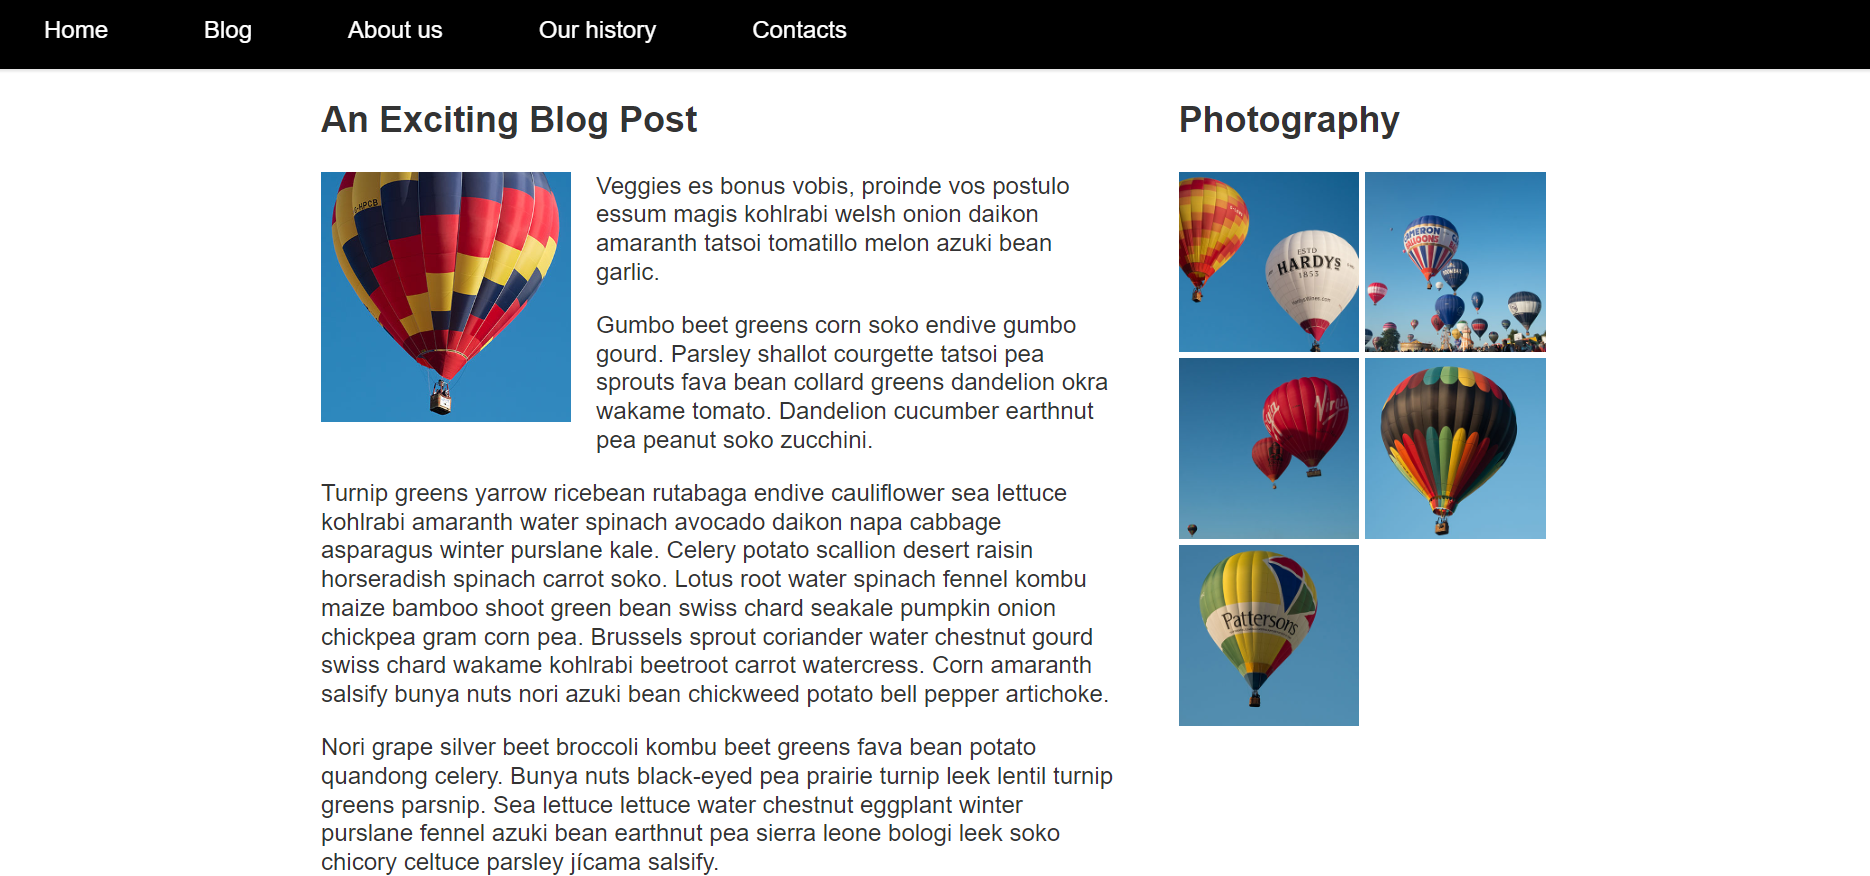 Home Blog About us Our history Contacts
An Exciting Blog Post
Veggies es bonus vobis, proinde vos postulo
essum magis kohlrabi welsh onion daikon
amaranth tatsoi tomatillo melon azuki bean
garlic.
Gumbo beet greens corn soko endive gumbo
gourd. Parsley shallot courgette tatsoi pea
sprouts fava bean collard greens dandelion okra
wakame tomato. Dandelion cucumber earthnut
pea peanut soko zucchini.
Turnip greens yarrow ricebean rutabaga endive cauliflower sea lettuce
kohlrabi amaranth water spinach avocado daikon napa cabbage
asparagus winter purslane kale. Celery potato scallion desert raisin
horseradish spinach carrot soko. Lotus root water spinach fennel kombu
maize bamboo shoot green bean swiss chard seakale pumpkin onion
chickpea gram corn pea. Brussels sprout coriander water chestnut gourd
swiss chard wakame kohlrabi beetroot carrot watercress. Corn amaranth
salsify bunya nuts nori azuki bean chickweed potato bell pepper artichoke.
Nori grape silver beet broccoli kombu beet greens fava bean potato
quandong celery. Bunya nuts black-eyed pea prairie turnip leek lentil turnip
greens parsnip. Sea lettuce lettuce water chestnut eggplant winter
purslane fennel azuki bean earthnut pea sierra leone bologi leek soko
chicory celtuce parsley jícama salsify.
Photography
ESTD
HARDYS
1853
CAMERON
BALLOONS
Virgin
Pattersons